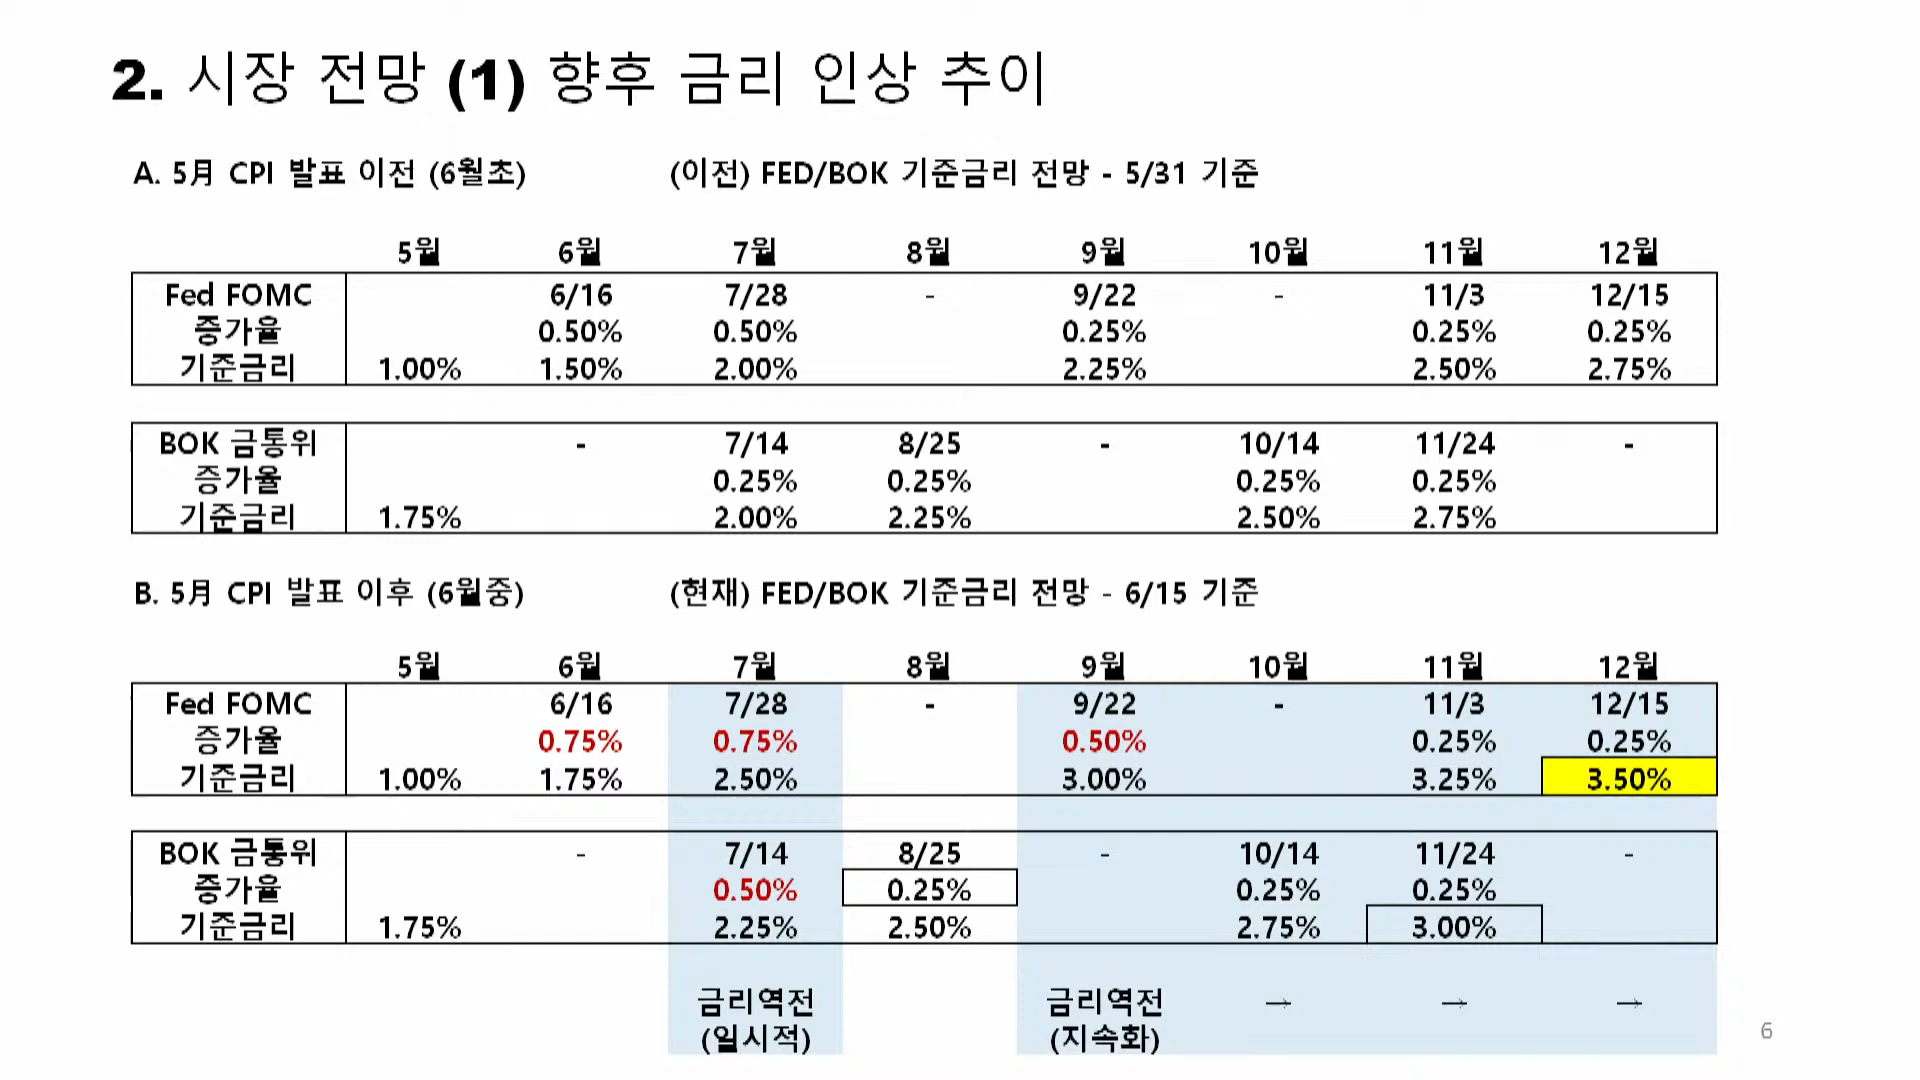 2. 시장 전망 (1) 향후 금리 인상 추이
A. 5月 CPI 발표 이전 (6월초) (이전) FED/BOK 기준금리 전망 - 5/31 기준
5월 6월 7월 8월 9월 10월 11월 12월
Fed FOMC 6/16 7/28 - 9/22 - 11/3 12/15
증가율 0.50% 0.50% 0.25% 0.25% 0.25%
기준금리 1.00% 1.50% 2.00% 2.25% 2.50% 2.75%
BOK 금통위 - 7/14 8/25 - 10/14 11/24 -
증가율 0.25% 0.25% 0.25% 0.25%
기준금리 1.75% 2.00% 2.25% 2.50% 2.75%
B. 5月 CPI 발표 이후 (6월중) (현재) FED/BOK 기준금리 전망 - 6/15 기준
5월 6월 7월 8월 9월 10월 11월 12월
Fed FOMC 6/16 7/28 - 9/22 - 11/3 12/15
증가율 0.75% 0.75% 0.50% 0.25% 0.25%
기준금리 1.00% 1.75% 2.50% 3.00% 3.25% 3.50%
BOK 금통위 - 7/14 8/25 - 10/14 11/24 -
증가율 0.50% 0.25% 0.25% 0.25%
기준금리 1.75% 2.25% 2.50% 2.75% 3.00%
금리역전 금리역전 → → →
(일시적) (지속화)
6